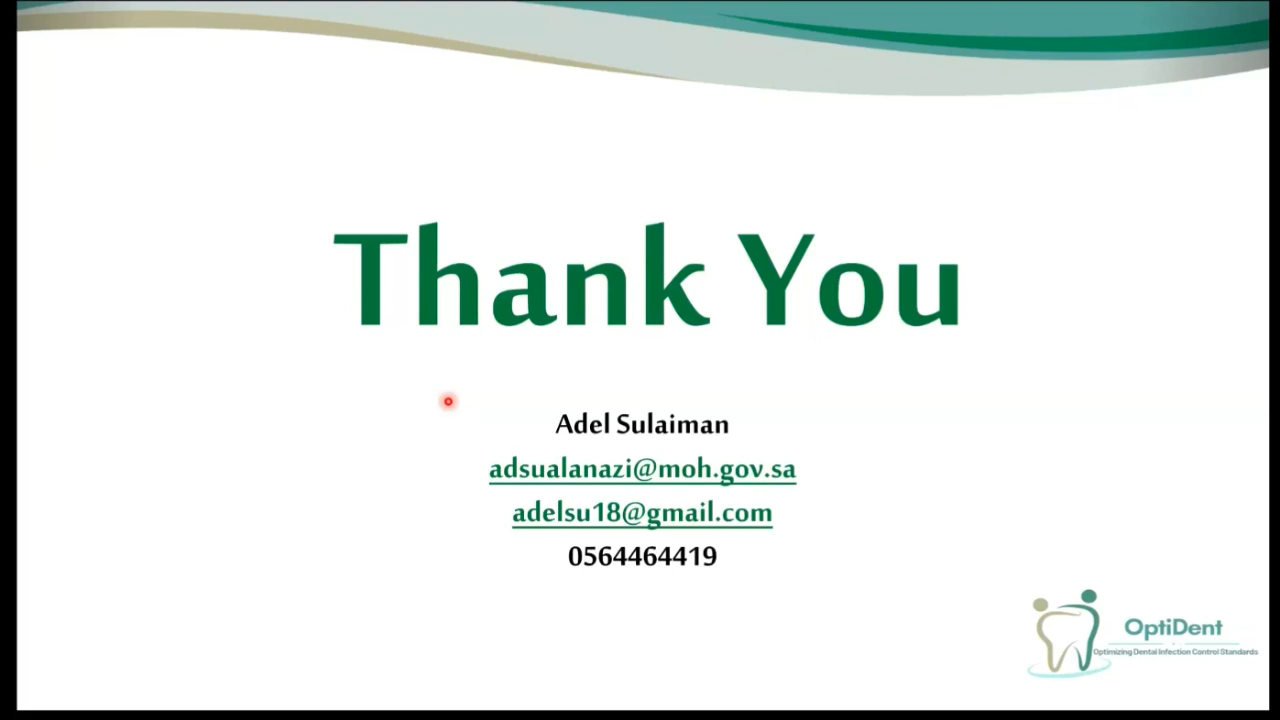 Thank You
Adel Sulaiman
adsualanazi@moh.gov.sa
adelsu18@gmail.com
0564464419
OptiDent
Optimizing Dental Infection Control Standards